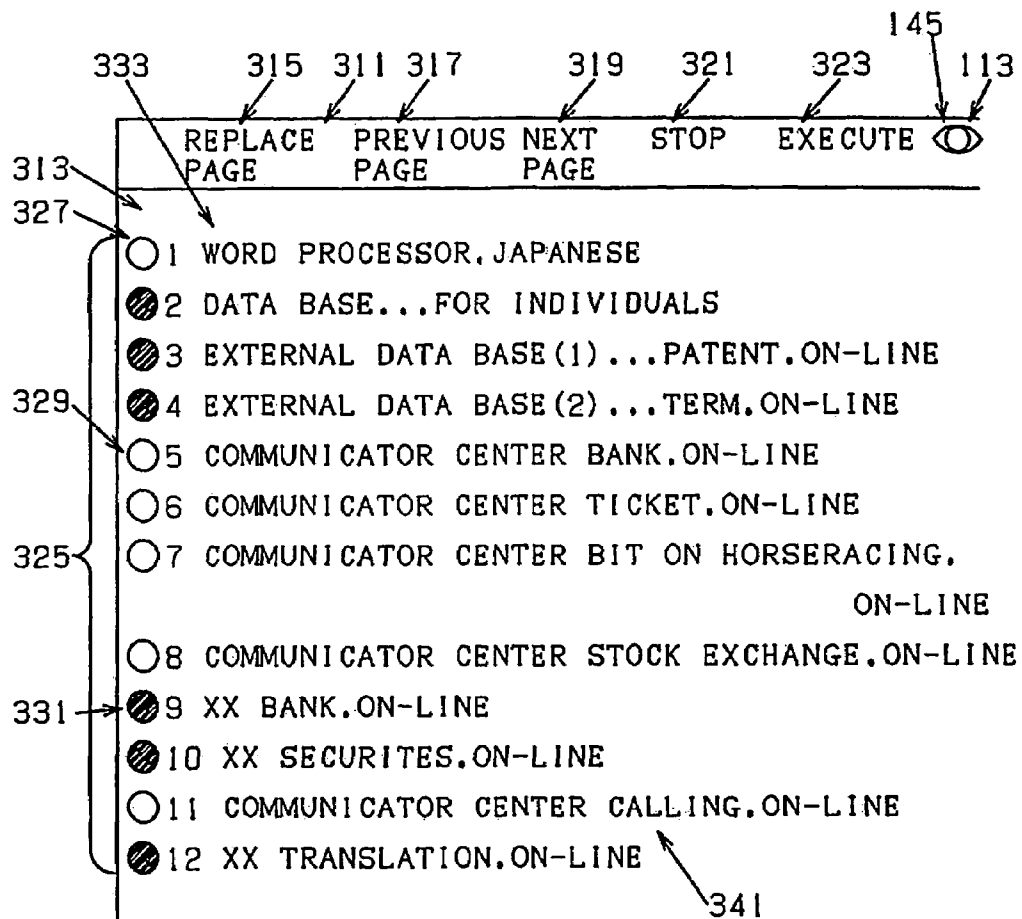 145
333 315 311 317 319 321 323 113
REPLACE PREVIOUS NEXT STOP EXECUTE
PAGE PAGE PAGE
313
327
1 WORD PROCESSOR.JAPANESE
2 DATA BASE...FOR INDIVIDUALS
3 EXTERNAL DATA BASE(1)...PATENT.ON-LINE
329 4 EXTERNAL DATA BASE(2)...TERM.ON-LINE
5 COMMUNICATOR CENTER BANK.ON-LINE
6 COMMUNICATOR CENTER TICKET.ON-LINE
325 7 COMMUNICATOR CENTER BIT ON HORSERACING.
ON-LINE
8 COMMUNICATOR CENTER STOCK EXCHANGE.ON-LINE
331 9 XX BANK.ON-LINE
10 XX SECURITES.ON-LINE
11 COMMUNICATOR CENTER CALLING.ON-LINE
12 XX TRANSLATION.ON-LINE
341